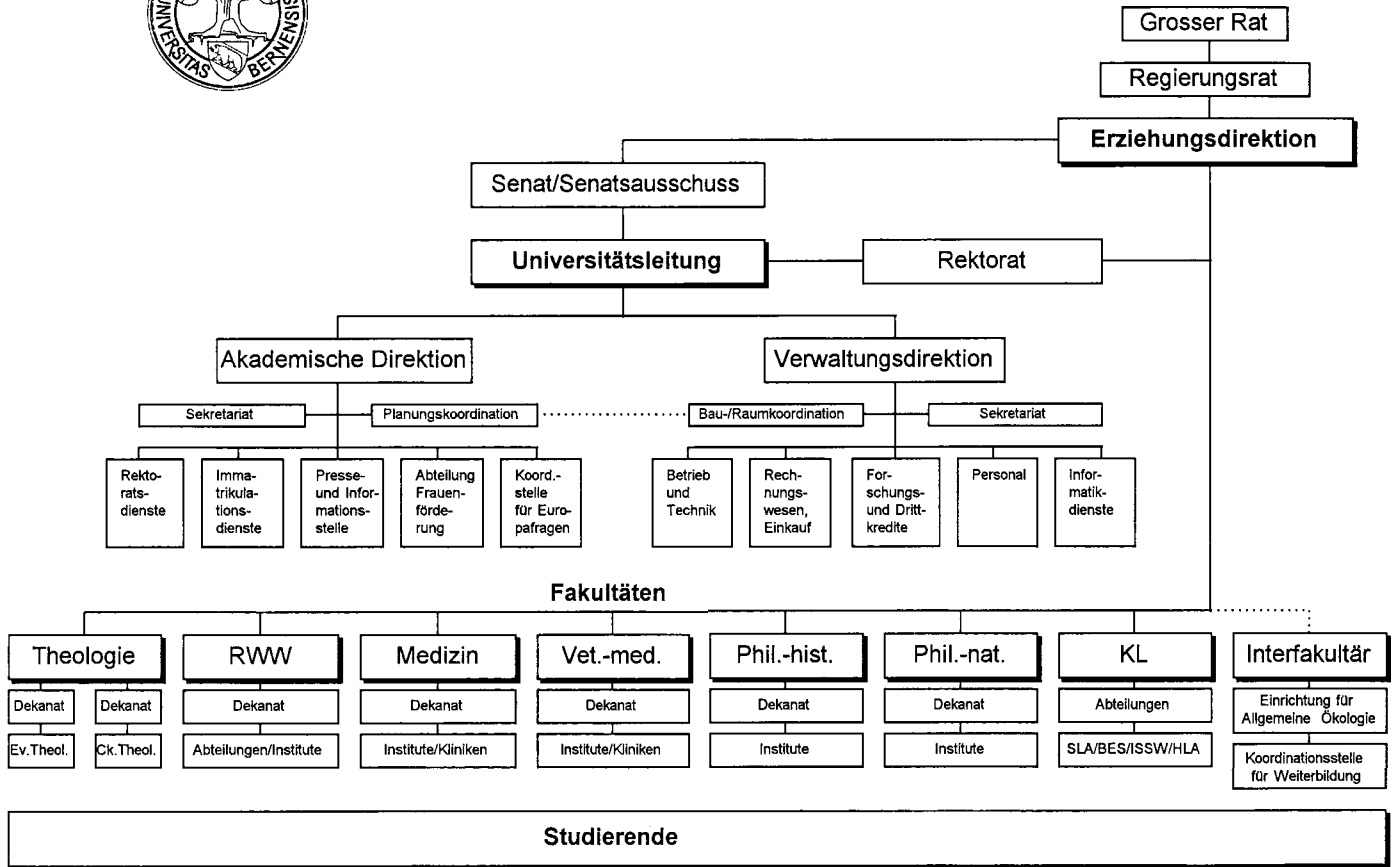 UNIVERSITAS BERNENSIS
Grosser Rat
Regierungsrat
Erziehungsdirektion
Senat/Senatsausschuss
Universitätsleitung
Rektorat
Akademische Direktion
Verwaltungsdirektion
Sekretariat
Planungskoordination
Bau-/Raumkoordination
Sekretariat
Rekto-
rats-
dienste
Imma-
trikula-
tions-
dienste
Presse-
und Infor-
mations-
stelle
Abteilung
Frauen-
förde-
rung
Koord.-
stelle
für Euro-
pafragen
Betrieb
und
Technik
Rech-
nungs-
wesen,
Einkauf
For-
schungs-
und Dritt-
kredite
Personal
Infor-
matik-
dienste
Fakultäten
Theologie
RWW
Medizin
Vet.-med.
Phil.-hist.
Phil.-nat.
KL
Interfakultär
Dekanat
Dekanat
Dekanat
Dekanat
Dekanat
Dekanat
Dekanat
Abteilungen
Einrichtung für
Allgemeine Ökologie
Ev.Theol.
Ck.Theol.
Abteilungen/Institute
Institute/Kliniken
Institute/Kliniken
Institute
Institute
SLA/BES/ISSW/HLA
Koordinationsstelle
für Weiterbildung
Studierende